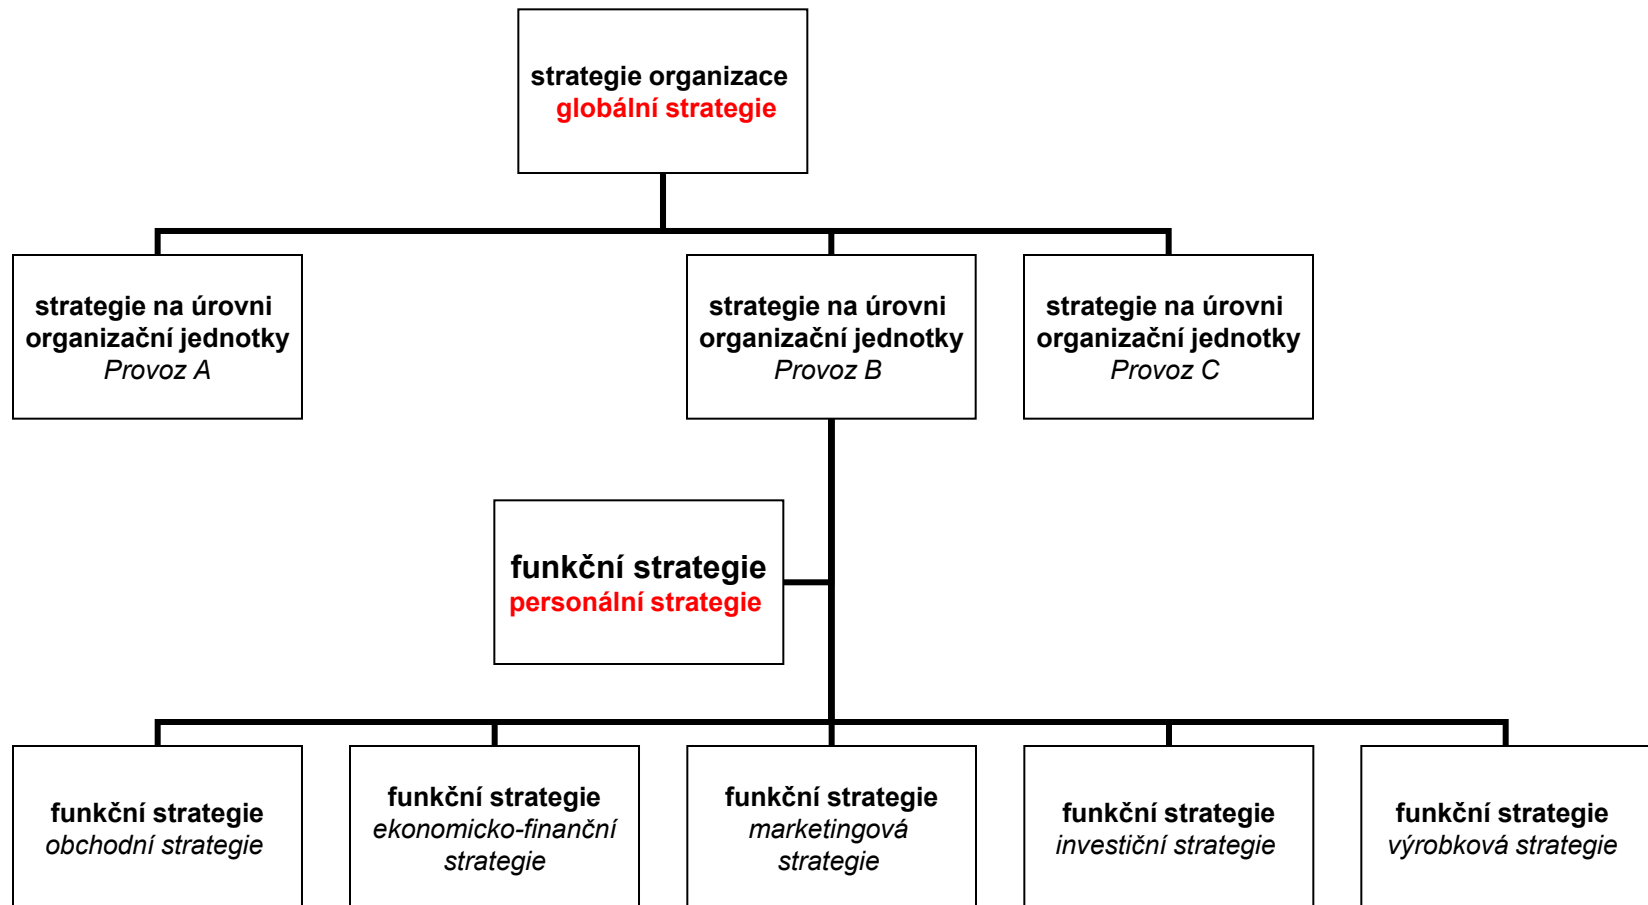 strategie organizace
globální strategie
strategie na úrovni
organizační jednotky
Provoz A
strategie na úrovni
organizační jednotky
Provoz B
strategie na úrovni
organizační jednotky
Provoz C
funkční strategie
personální strategie
funkční strategie
obchodní strategie
funkční strategie
ekonomicko-finanční
strategie
funkční strategie
marketingová
strategie
funkční strategie
investiční strategie
funkční strategie
výrobková strategie